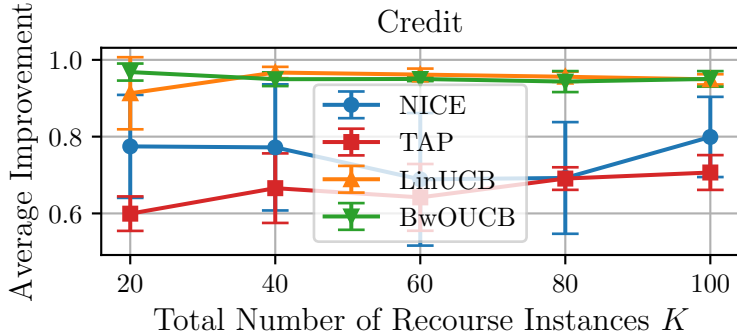 Credit
Average Improvement
1.0
0.8
0.6
NICE
TAP
LinUCB
BwOUCB
20 40 60 80 100
Total Number of Recourse Instances K